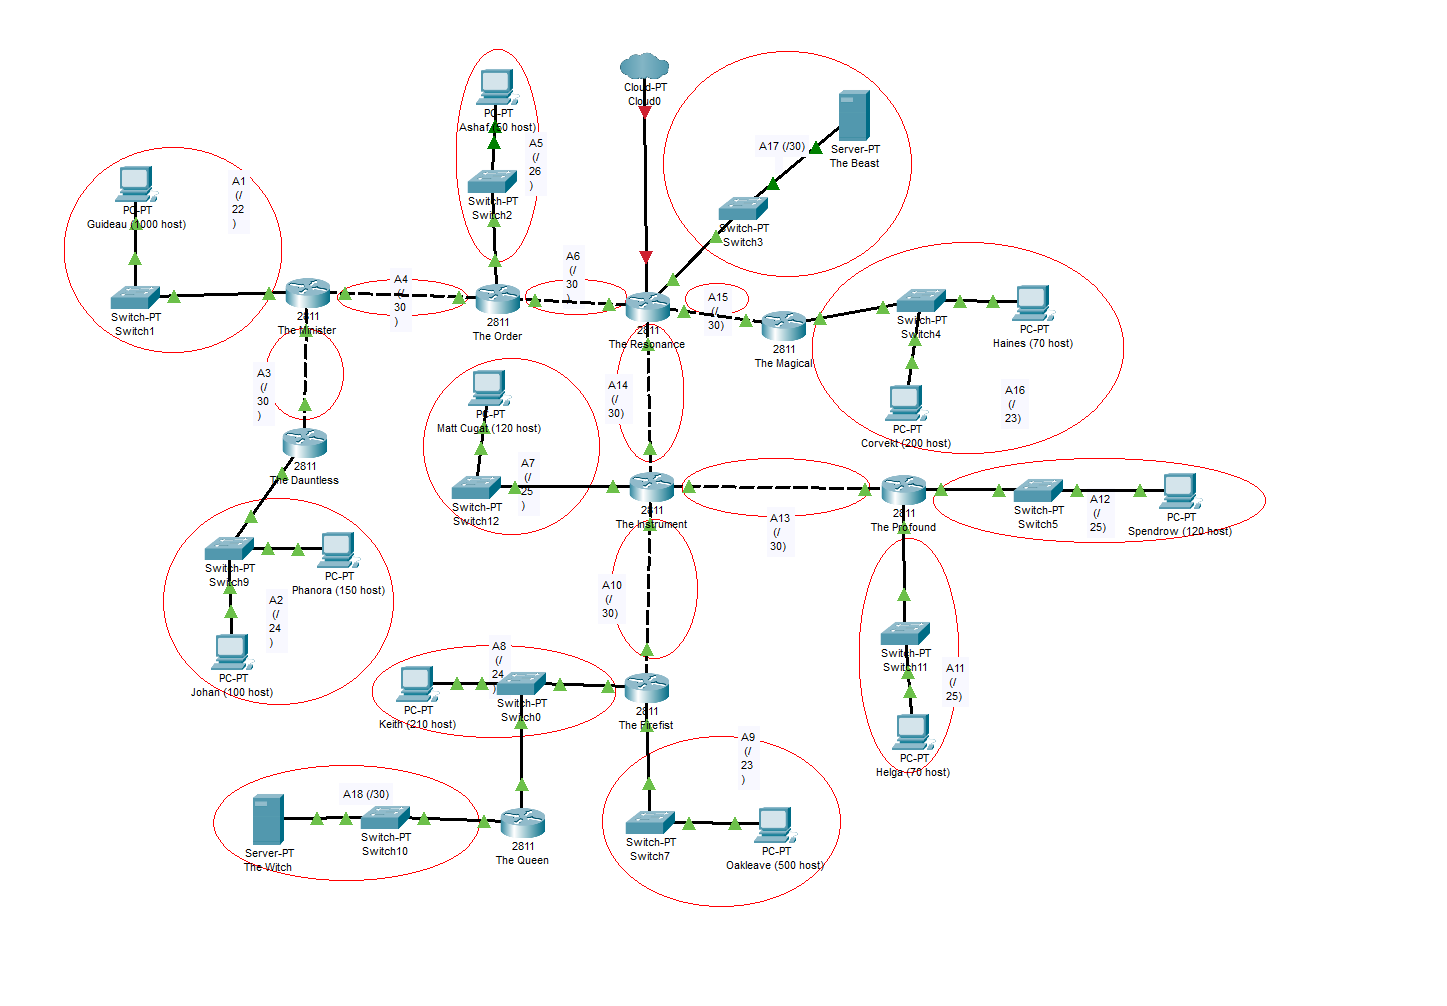 Cloud-PT
Cloud0
PC-PT
Ashaf (50 host)
A5
(/
26
)
Switch-PT
Switch2
A17 (/30)
Server-PT
The Beast
Switch-PT
Switch3
A1
(/
22
)
PC-PT
Guideau (1000 host)
Switch-PT
Switch1
A4
(/
30
)
A6
(/
30
)
A15
(/
30)
2811
The Minister
2811
The Order
2811
The Resonance
2811
The Magical
Switch-PT
Switch4
PC-PT
Haines (70 host)
A16
(/
23)
PC-PT
Corvekt (200 host)
A3
(/
30
)
A14
(/
30)
PC-PT
Matt Cugat (120 host)
A7
(/
25
)
Switch-PT
Switch12
2811
The Dauntless
2811
The Instrument
A13
(/
30)
2811
The Profound
Switch-PT
Switch5
A12
(/
25)
PC-PT
Spendrow (120 host)
Switch-PT
Switch9
PC-PT
Phanora (150 host)
A2
(/
24
)
PC-PT
Johan (100 host)
A10
(/
30)
Switch-PT
Switch11
A11
(/
25)
PC-PT
Helga (70 host)
A8
(/
24
)
PC-PT
Keith (210 host)
Switch-PT
Switch0
2811
The Firefist
A9
(/
23
)
A18 (/30)
Server-PT
The Witch
Switch-PT
Switch10
2811
The Queen
Switch-PT
Switch7
PC-PT
Oakleave (500 host)